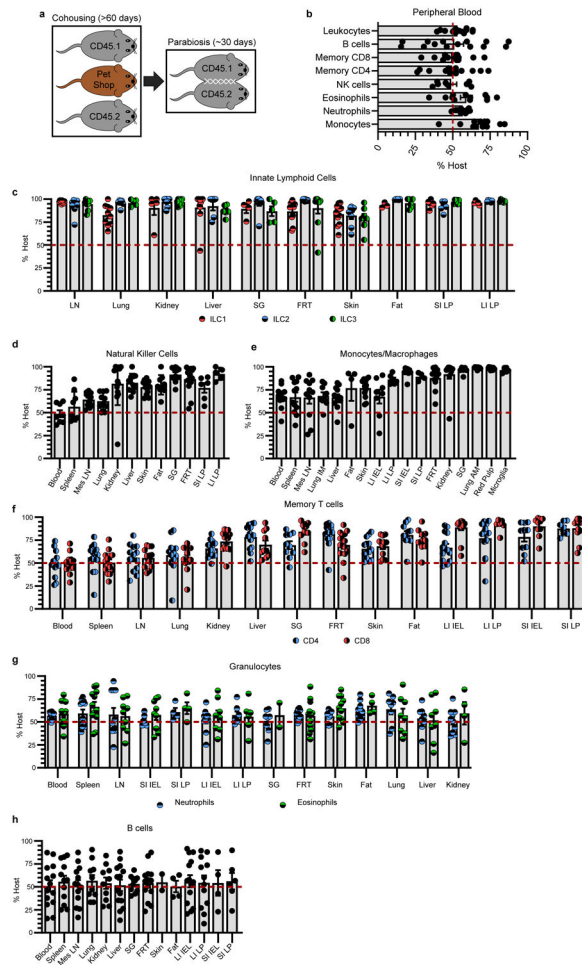 a
Cohousing (>60 days)
CD45.1
Pet
Shop
CD45.2
Parabiosis (~30 days)
CD45.1
CD45.2
b
Peripheral Blood
Leukocytes
B cells
Memory CD8
Memory CD4
NK cells
Eosinophils
Neutrophils
Monocytes
0 25 50 75 100
% Host
Innate Lymphoid Cells
c
% Host
100
75
50
25
0
LN Lung Kidney Liver SG FRT Skin Fat SI LP LI LP
ILC1 ILC2 ILC3
d
Natural Killer Cells
% Host
100
75
50
25
0
Blood Spleen Mes LN Lung Kidney Liver Skin Fat SG FRT SI LP LI LP
e
Monocytes/Macrophages
% Host
100
75
50
25
0
Blood Spleen Mes LN Lung IM Liver Fat Skin LI IEL LI LP SI IEL SI LP FRT Kidney SG Lung AM Red Pulp Microglia
f
Memory T cells
% Host
100
75
50
25
0
Blood Spleen LN Lung Kidney Liver SG FRT Skin Fat LI IEL LI LP SI IEL SI LP
CD4 CD8
g
Granulocytes
% Host
100
75
50
25
0
Blood Spleen LN SI IEL SI LP LI IEL LI LP SG FRT Skin Fat Lung Liver Kidney
Neutrophils Eosinophils
h
B cells
% Host
100
75
50
25
0
Blood Spleen Mes LN Lung Kidney Liver SG FRT Skin Fat LI IEL LI LP SI IEL SI LP